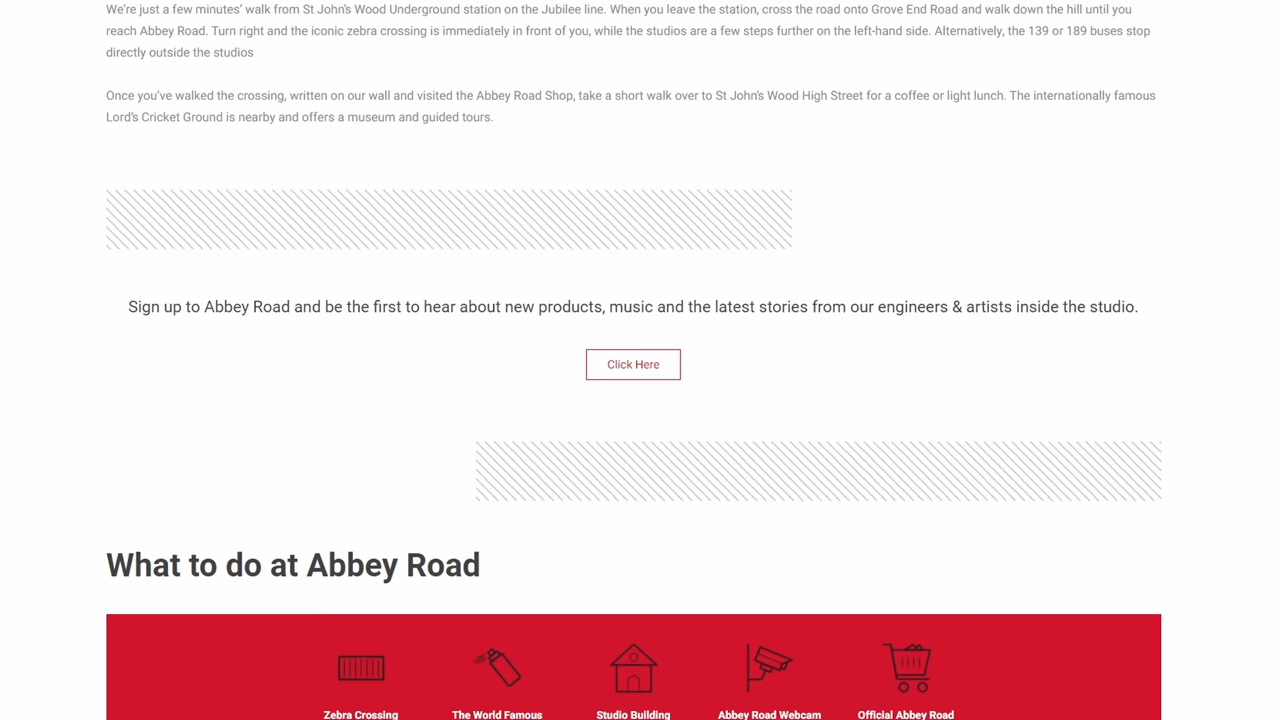 We're just a few minutes' walk from St John's Wood Underground station on the Jubilee line. When you leave the station, cross the road onto Grove End Road and walk down the hill until you
reach Abbey Road. Turn right and the iconic zebra crossing is immediately in front of you, while the studios are a few steps further on the left-hand side. Alternatively, the 139 or 189 buses stop
directly outside the studios
Once you've walked the crossing, written on our wall and visited the Abbey Road Shop, take a short walk over to St John's Wood High Street for a coffee or light lunch. The internationally famous
Lord's Cricket Ground is nearby and offers a museum and guided tours.
Sign up to Abbey Road and be the first to hear about new products, music and the latest stories from our engineers & artists inside the studio.
Click Here
What to do at Abbey Road
Zebra Crossing The World Famous Studio Building Abbey Road Webcam Official Abbey Road